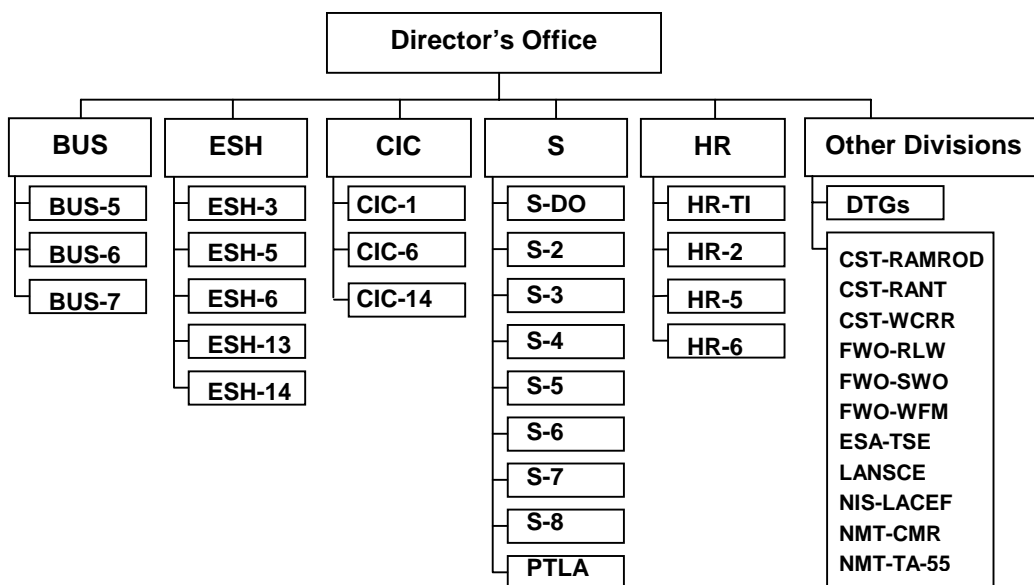 Director’s Office
BUS
ESH
CIC
S
HR
Other Divisions
BUS-5
BUS-6
BUS-7
ESH-3
ESH-5
ESH-6
ESH-13
ESH-14
CIC-1
CIC-6
CIC-14
S-DO
S-2
S-3
S-4
S-5
S-6
S-7
S-8
PTLA
HR-TI
HR-2
HR-5
HR-6
DTGs
CST-RAMROD
CST-RANT
CST-WCRR
FWO-RLW
FWO-SWO
FWO-WFM
ESA-TSE
LANSCE
NIS-LACEF
NMT-CMR
NMT-TA-55